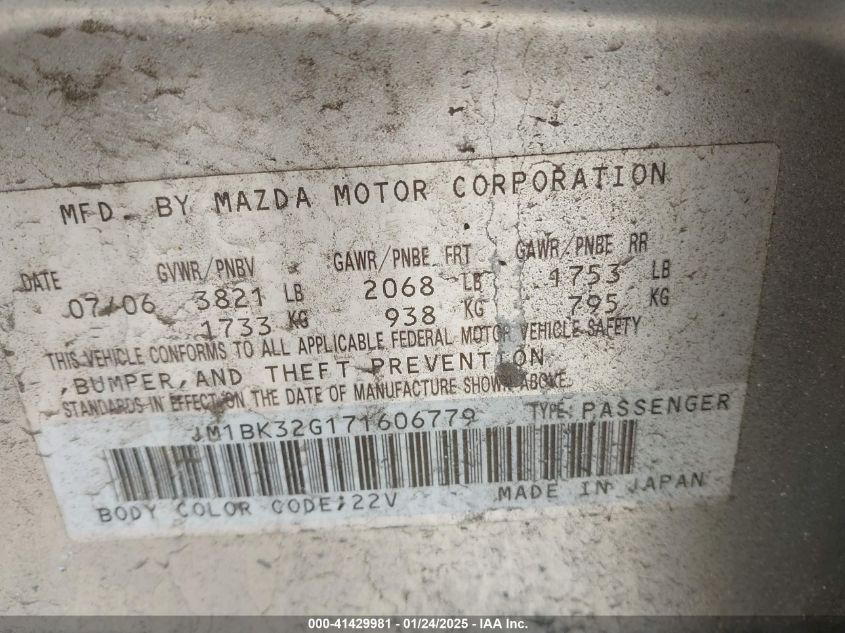 MFD. BY MAZDA MOTOR CORPORATION
DATE GVWR/PNBV GAWR/PNBE FRT GAWR/PNBE RR
07/06 3821 LB 2068 LB 1753 LB
1733 KG 938 KG 795 KG
THIS VEHICLE CONFORMS TO ALL APPLICABLE FEDERAL MOTOR VEHICLE SAFETY
,BUMPER,AND THEFT PREVENTION
STANDARDS IN EFFECT ON THE DATE OF MANUFACTURE SHOWN ABOVE.
JM1BK32G171606779 TYPE: PASSENGER
BODY COLOR CODE;22V MADE IN JAPAN
000-41429981 - 01/24/2025 - IAA Inc.